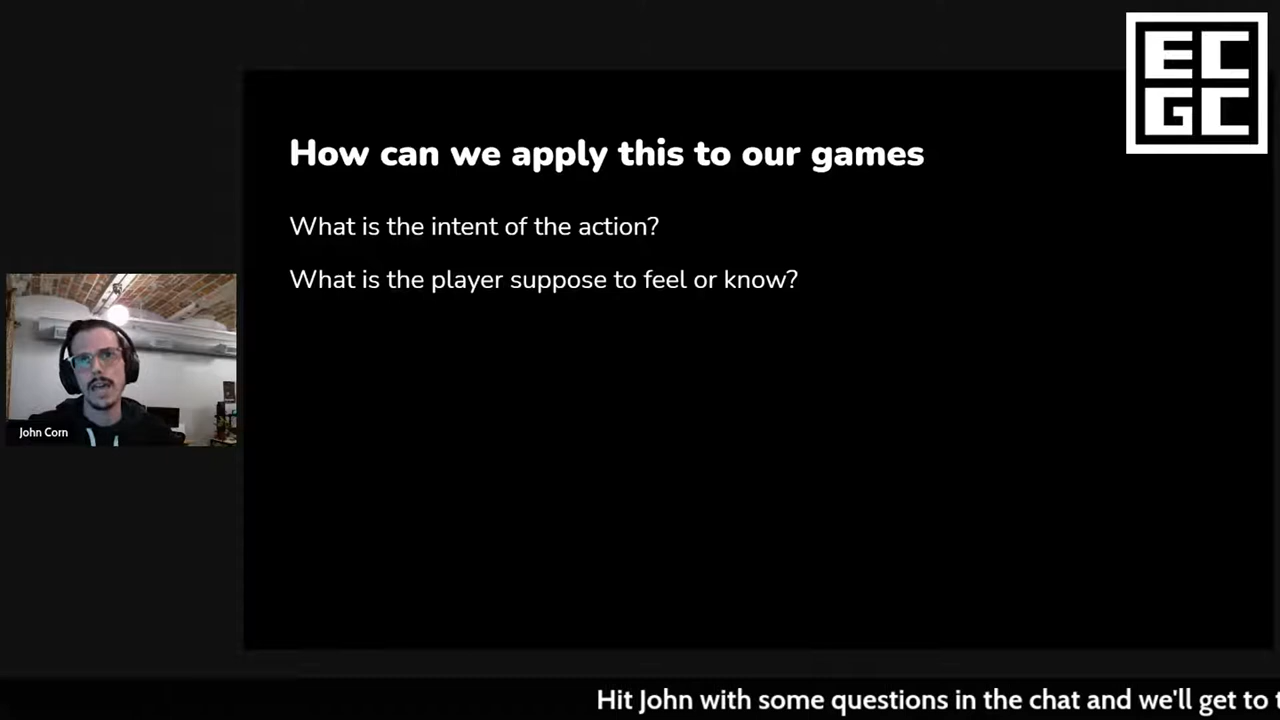 EC
GC
How can we apply this to our games
What is the intent of the action?
What is the player suppose to feel or know?
John Corn
Hit John with some questions in the chat and we'll get to